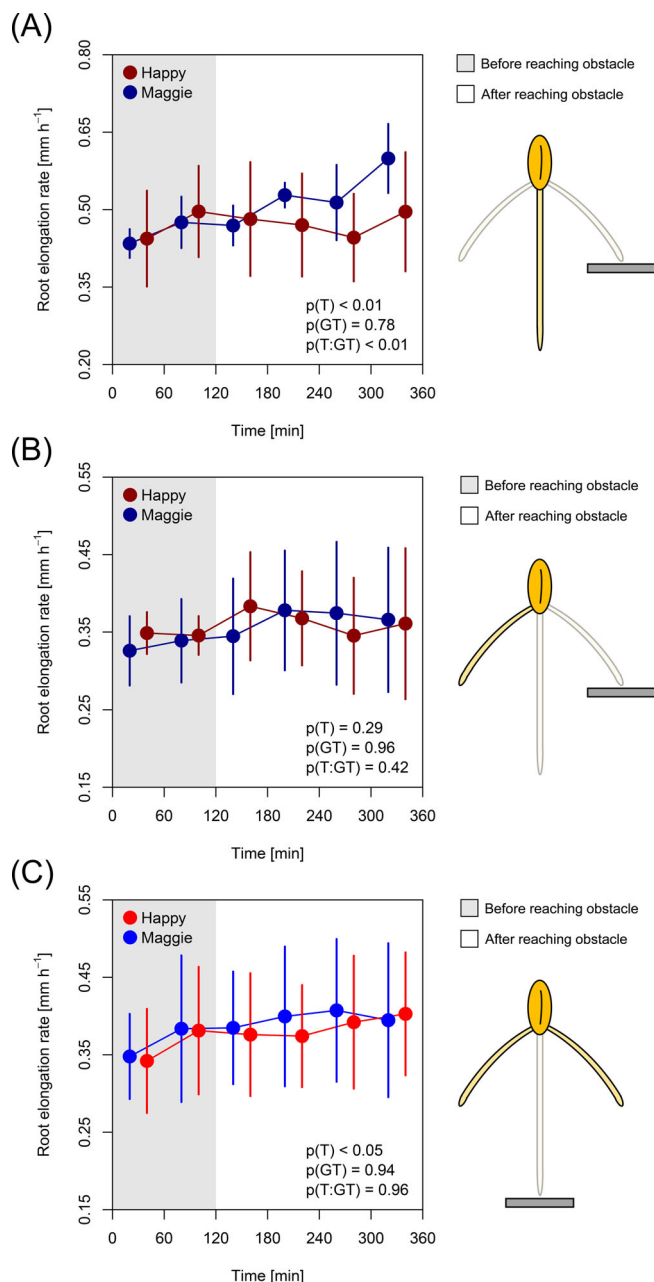 (A)
Root elongation rate [mm h⁻¹]
0.80
0.65
0.50
0.35
0.20
Happy
Maggie
p(T) < 0.01
p(GT) = 0.78
p(T:GT) < 0.01
0 60 120 180 240 300 360
Time [min]
Before reaching obstacle
After reaching obstacle
(B)
Root elongation rate [mm h⁻¹]
0.55
0.45
0.35
0.25
0.15
Happy
Maggie
p(T) = 0.29
p(GT) = 0.96
p(T:GT) = 0.42
0 60 120 180 240 300 360
Time [min]
Before reaching obstacle
After reaching obstacle
(C)
Root elongation rate [mm h⁻¹]
0.55
0.45
0.35
0.25
0.15
Happy
Maggie
p(T) < 0.05
p(GT) = 0.94
p(T:GT) = 0.96
0 60 120 180 240 300 360
Time [min]
Before reaching obstacle
After reaching obstacle